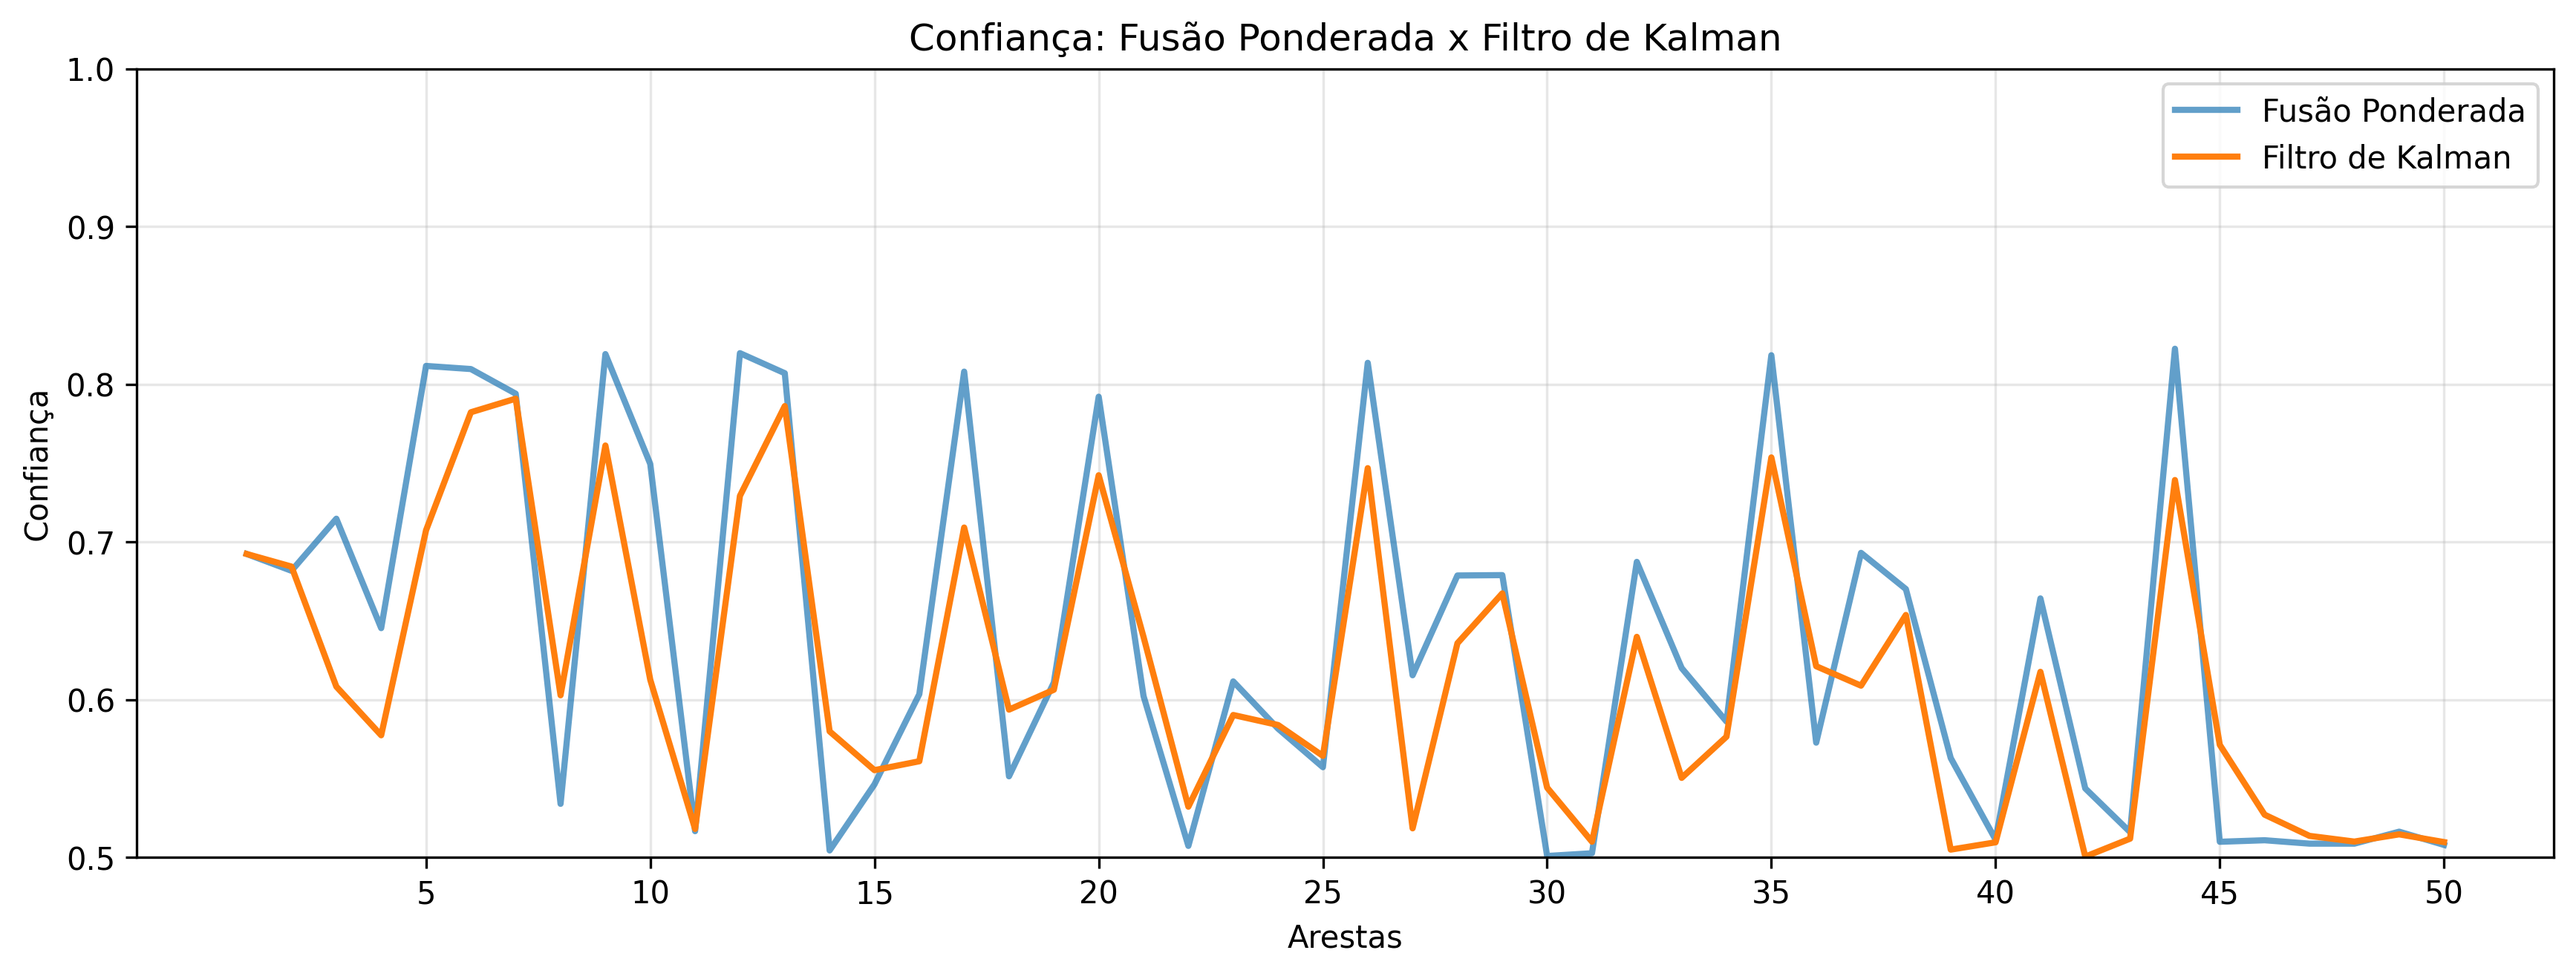 Confiança: Fusão Ponderada x Filtro de Kalman
1.0
0.9
0.8
0.7
0.6
0.5
Confiança
Fusão Ponderada
Filtro de Kalman
5 10 15 20 25 30 35 40 45 50
Arestas